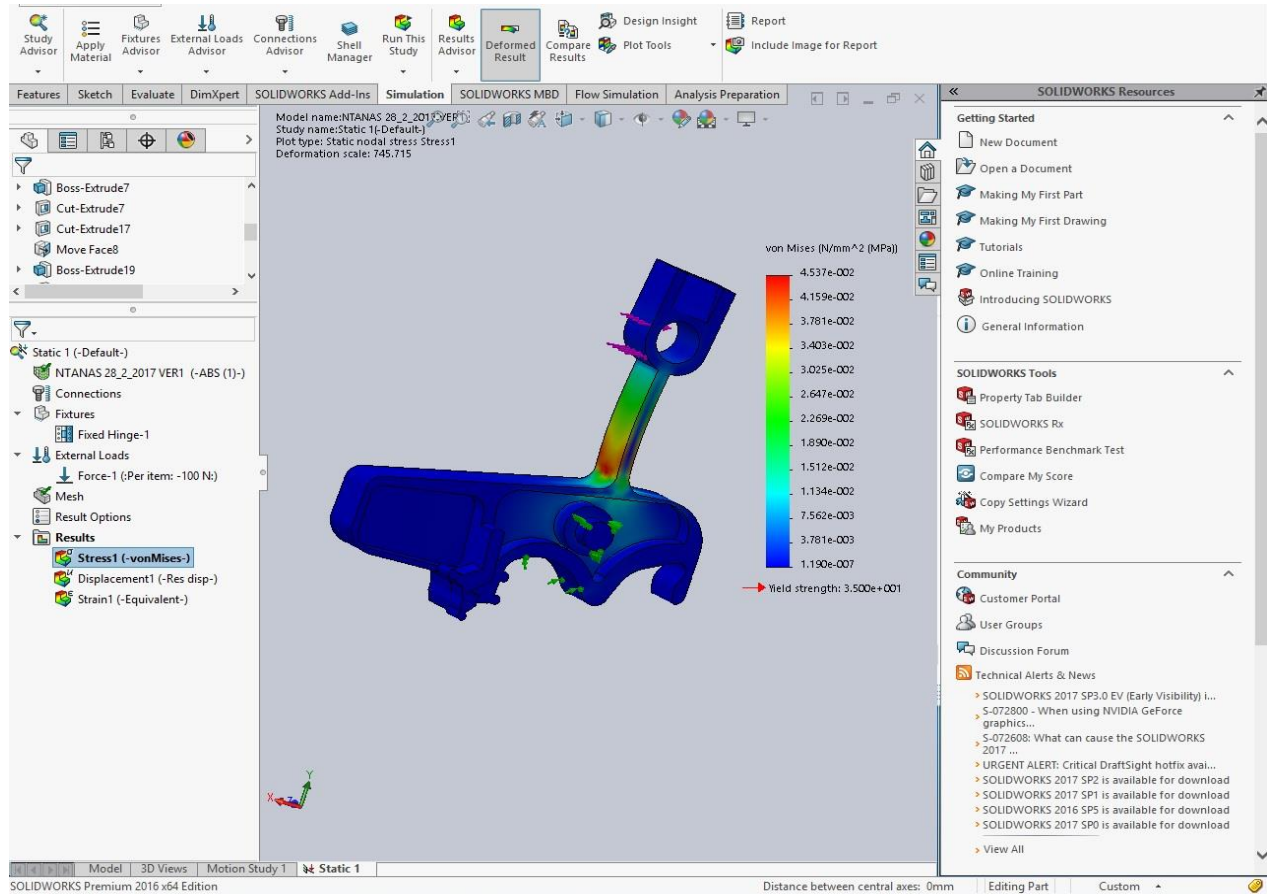 Study Advisor
Apply Material
Fixtures Advisor
External Loads Advisor
Connections Advisor
Shell Manager
Run This Study
Results Advisor
Deformed Result
Compare Results
Design Insight
Plot Tools
Report
Include Image for Report
Features Sketch Evaluate DimXpert SOLIDWORKS Add-Ins Simulation SOLIDWORKS MBD Flow Simulation Analysis Preparation
Boss-Extrude7
Cut-Extrude7
Cut-Extrude17
Move Face8
Boss-Extrude19
Static 1 (-Default-)
NTANAS 28_2_2017 VER1 (-ABS (1)-)
Connections
Fixtures
Fixed Hinge-1
External Loads
Force-1 (:Per item: -100 N:)
Mesh
Result Options
Results
Stress1 (-vonMises-)
Displacement1 (-Res disp-)
Strain1 (-Equivalent-)
Model name:NTANAS 28_2_2017 VER1
Study name:Static 1(-Default-)
Plot type: Static nodal stress Stress1
Deformation scale: 745.715
von Mises (N/mm^2 (MPa))
4.537e-002
4.159e-002
3.781e-002
3.403e-002
3.025e-002
2.647e-002
2.269e-002
1.890e-002
1.512e-002
1.134e-002
7.562e-003
3.781e-003
1.190e-007
Yield strength: 3.500e+001
Y
X
Z
SOLIDWORKS Resources
Getting Started
New Document
Open a Document
Making My First Part
Making My First Drawing
Tutorials
Online Training
Introducing SOLIDWORKS
General Information
SOLIDWORKS Tools
Property Tab Builder
SOLIDWORKS Rx
Performance Benchmark Test
Compare My Score
Copy Settings Wizard
My Products
Community
Customer Portal
User Groups
Discussion Forum
Technical Alerts & News
SOLIDWORKS 2017 SP3.0 EV (Early Visibility) i...
S-072800 - When using NVIDIA GeForce
graphics...
S-072608: What can cause the SOLIDWORKS
2017 ...
URGENT ALERT: Critical DraftSight hotfix avai...
SOLIDWORKS 2017 SP2 is available for download
SOLIDWORKS 2017 SP1 is available for download
SOLIDWORKS 2016 SP5 is available for download
SOLIDWORKS 2017 SP0 is available for download
View All
Model 3D Views Motion Study 1 Static 1
SOLIDWORKS Premium 2016 x64 Edition
Distance between central axes: 0mm Editing Part Custom